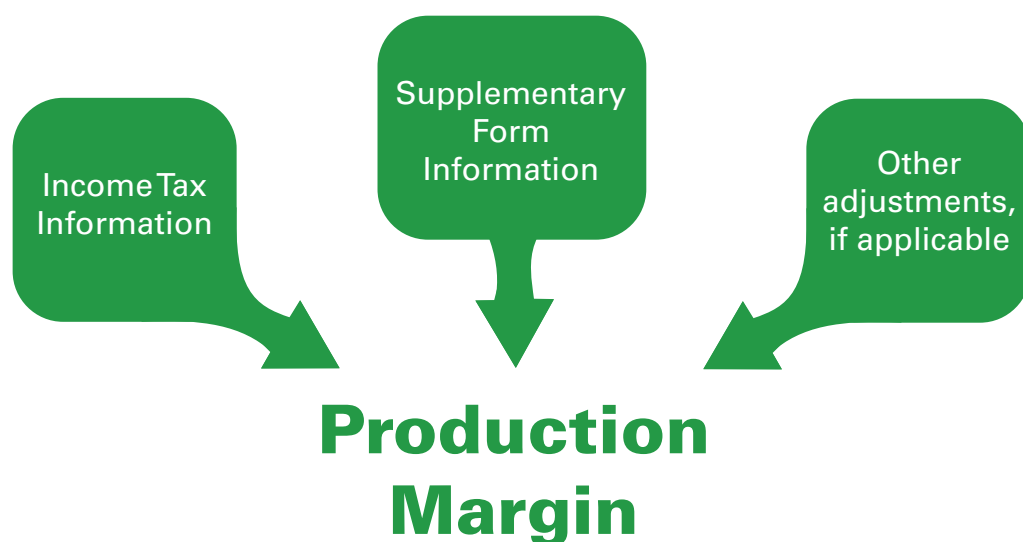 Income Tax
Information
Supplementary
Form
Information
Other
adjustments,
if applicable
Production
Margin